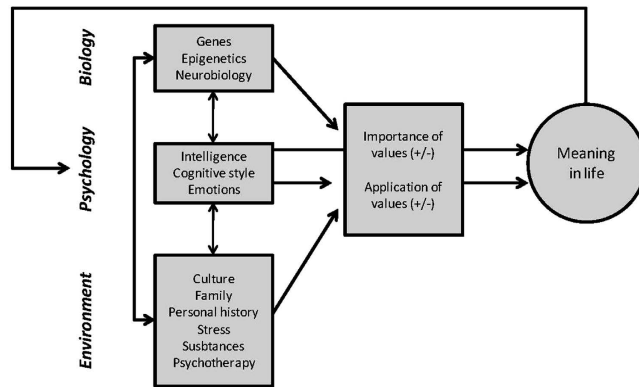 Biology
Genes
Epigenetics
Neurobiology
Psychology
Intelligence
Cognitive style
Emotions
Environment
Culture
Family
Personal history
Stress
Susbtances
Psychotherapy
Importance of
values (+/-)
Application of
values (+/-)
Meaning
in life